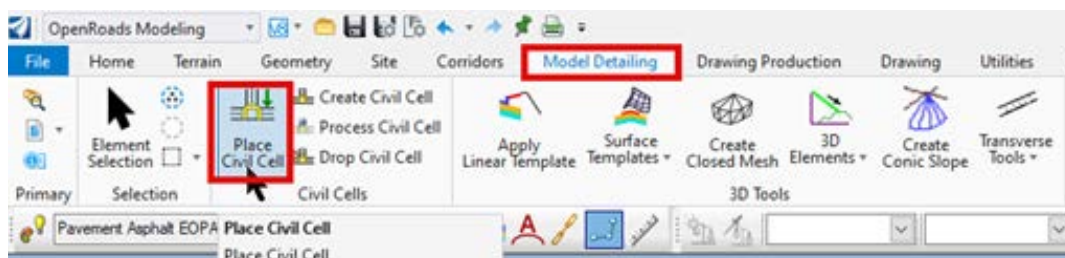 OpenRoads Modeling
File Home Terrain Geometry Site Corridors Model Detailing Drawing Production Drawing Utilities
Element Selection
Place Civil Cell
Create Civil Cell
Process Civil Cell
Drop Civil Cell
Apply Linear Template
Surface Templates
Create Closed Mesh
3D Elements
Create Conic Slope
Transverse Tools
Primary Selection Civil Cells 3D Tools
Pavement Asphalt EOPA
Place Civil Cell
Place Civil Cell
A